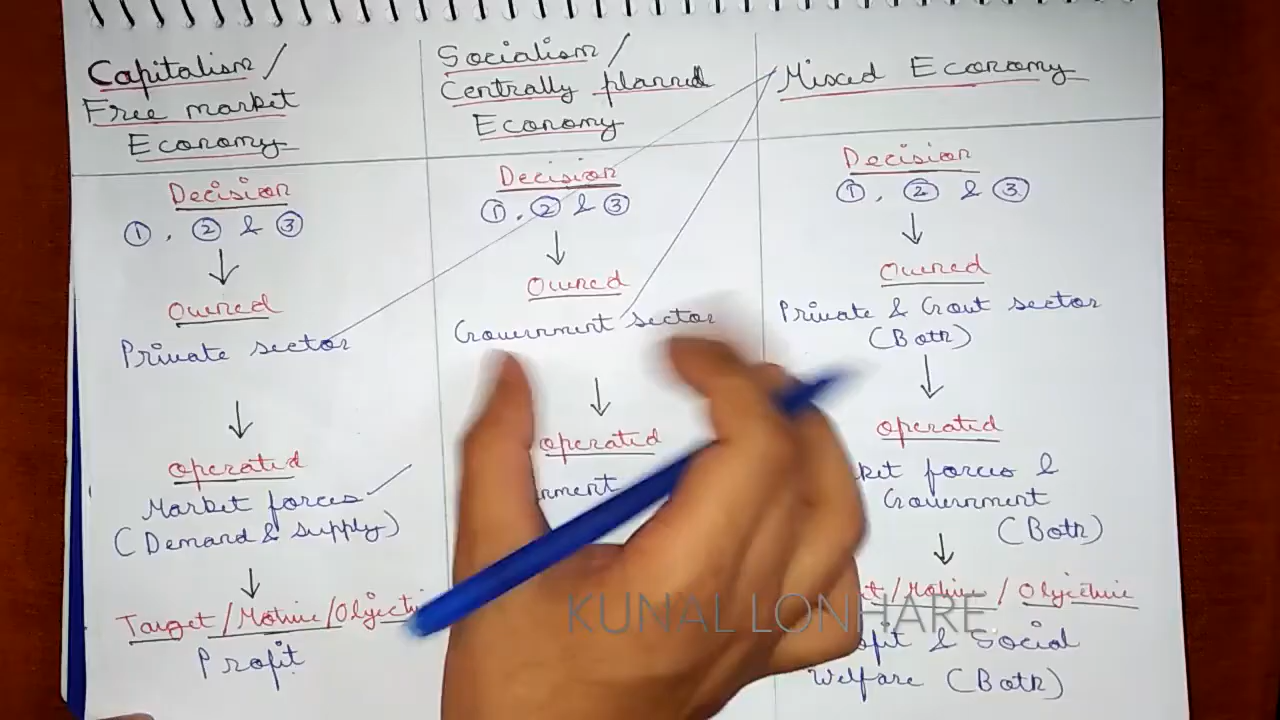 Capitalism /
Free market
Economy
Decision
①, ② & ③
Owned
Private sector
Operated
Market forces
(Demand & supply)
Target / Motive / Objective
Profit
Socialism /
Centrally planned
Economy
Decision
①, ② & ③
Owned
Government sector
Operated
Mixed Economy
Decision
①, ② & ③
Owned
Private & Govt sector
(Both)
Operated
forces &
Government
(Both)
/ Motive / Objective
& Social
Welfare (Both)
KUNAL LONHARE